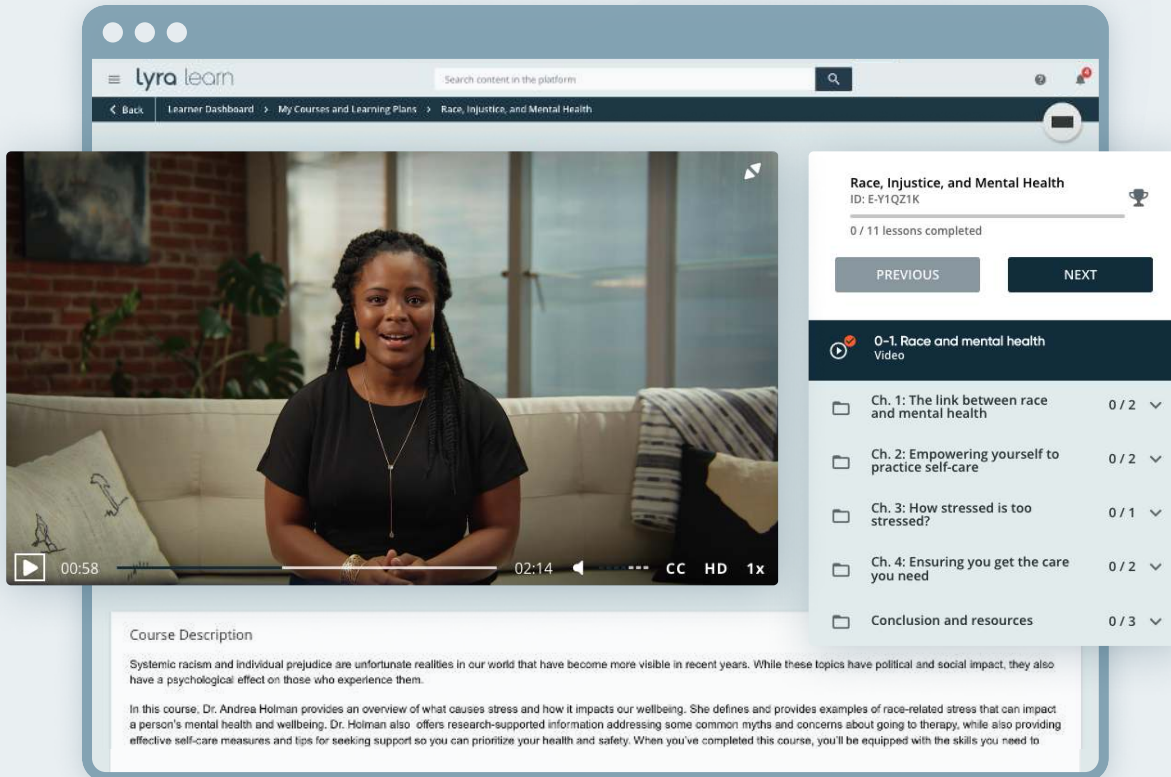 lyra learn
Search content in the platform
4
Back
Learner Dashboard > My Courses and Learning Plans > Race, Injustice, and Mental Health
Race, Injustice, and Mental Health
ID: E-Y1QZ1K
0 / 11 lessons completed
PREVIOUS
NEXT
0-1. Race and mental health
Video
Ch. 1: The link between race
and mental health
0 / 2
Ch. 2: Empowering yourself to
practice self-care
0 / 2
Ch. 3: How stressed is too
stressed?
0 / 1
Ch. 4: Ensuring you get the care
you need
0 / 2
Conclusion and resources
0 / 3
00:58
02:14
CC HD 1x
Course Description
Systemic racism and individual prejudice are unfortunate realities in our world that have become more visible in recent years. While these topics have political and social impact, they also
have a psychological effect on those who experience them.
In this course, Dr. Andrea Holman provides an overview of what causes stress and how it impacts our wellbeing. She defines and provides examples of race-related stress that can impact
a person's mental health and wellbeing. Dr. Holman also offers research-supported information addressing some common myths and concerns about going to therapy, while also providing
effective self-care measures and tips for seeking support so you can prioritize your health and safety. When you've completed this course, you'll be equipped with the skills you need to